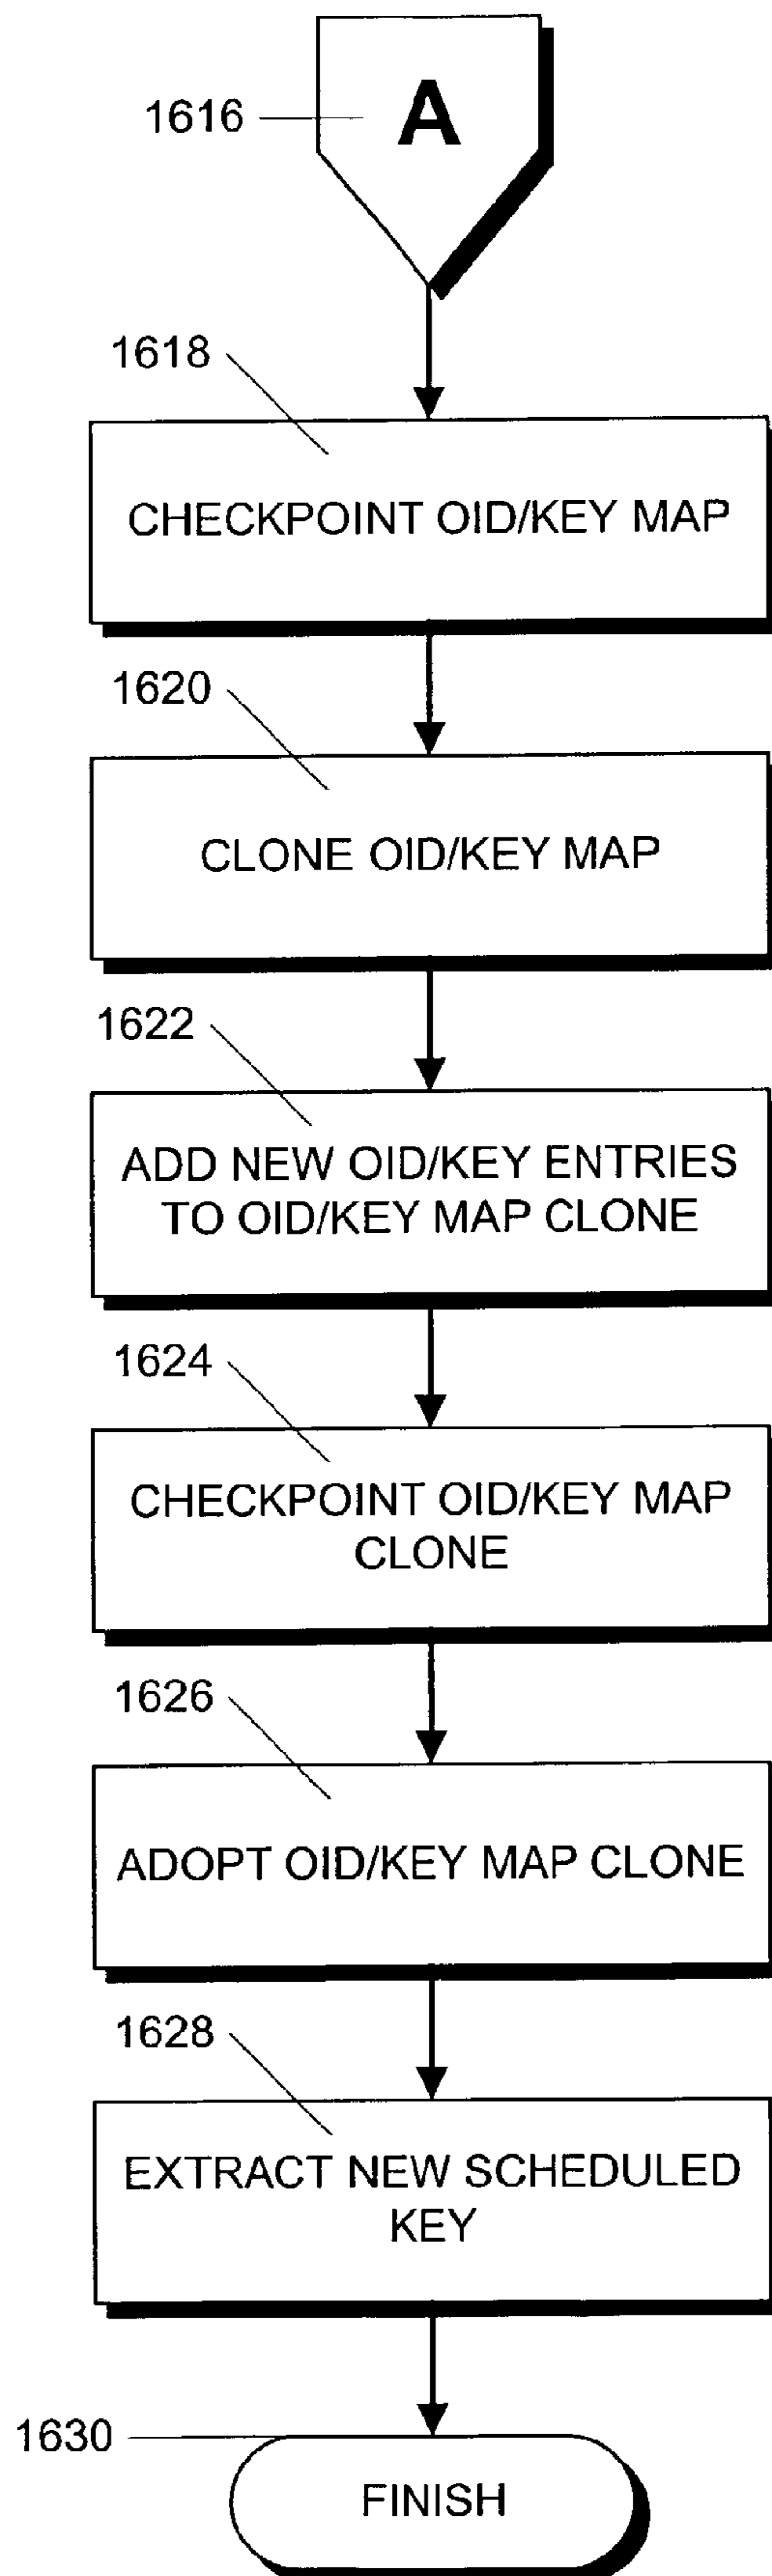 1616
A
1618
CHECKPOINT OID/KEY MAP
1620
CLONE OID/KEY MAP
1622
ADD NEW OID/KEY ENTRIES
TO OID/KEY MAP CLONE
1624
CHECKPOINT OID/KEY MAP
CLONE
1626
ADOPT OID/KEY MAP CLONE
1628
EXTRACT NEW SCHEDULED
KEY
1630
FINISH